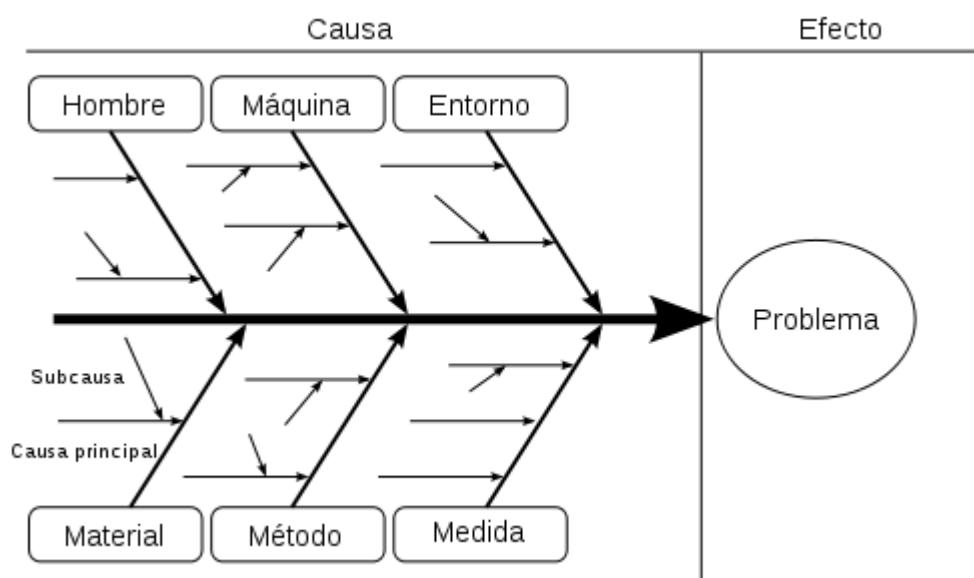 Causa
Efecto
Hombre
Máquina
Entorno
Problema
Subcausa
Causa principal
Material
Método
Medida